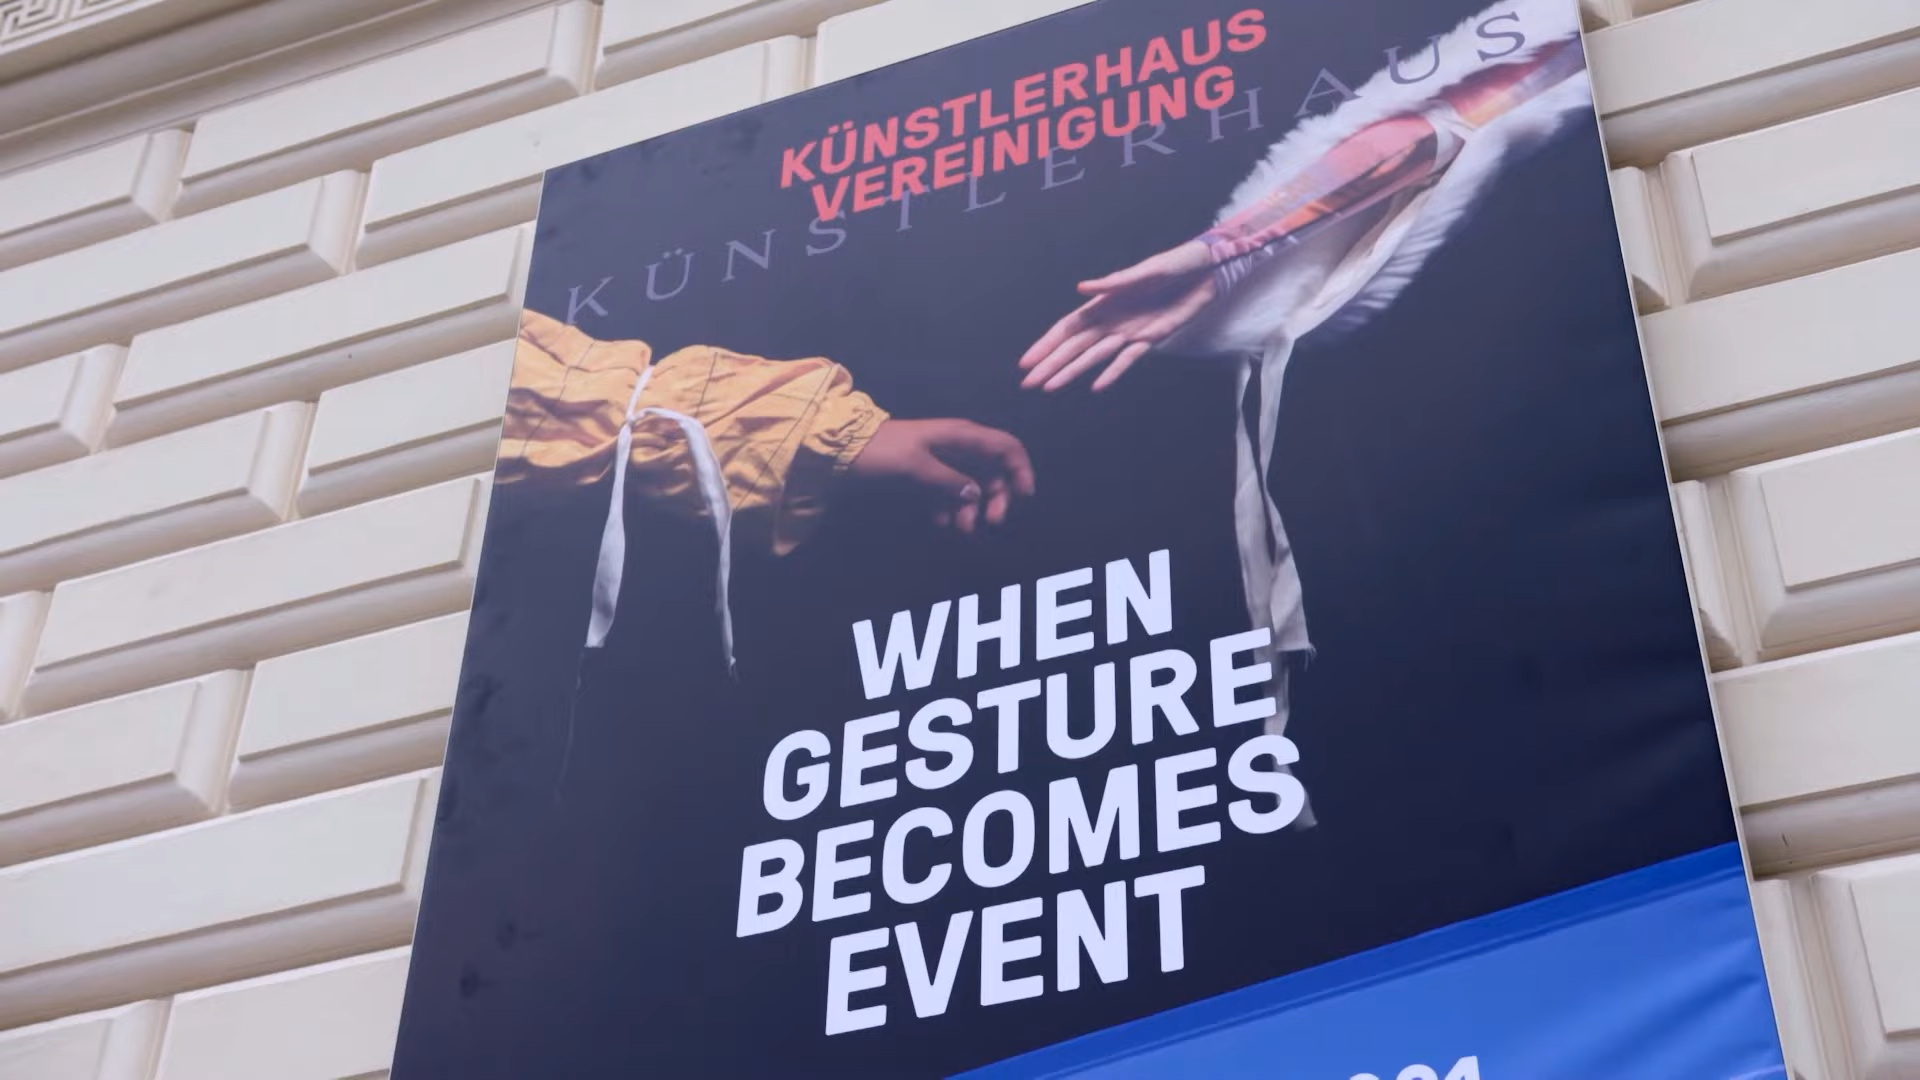 KÜNSTLERHAUS
VEREINIGUNG
KÜNSTLERHAUS
WHEN
GESTURE
BECOMES
EVENT